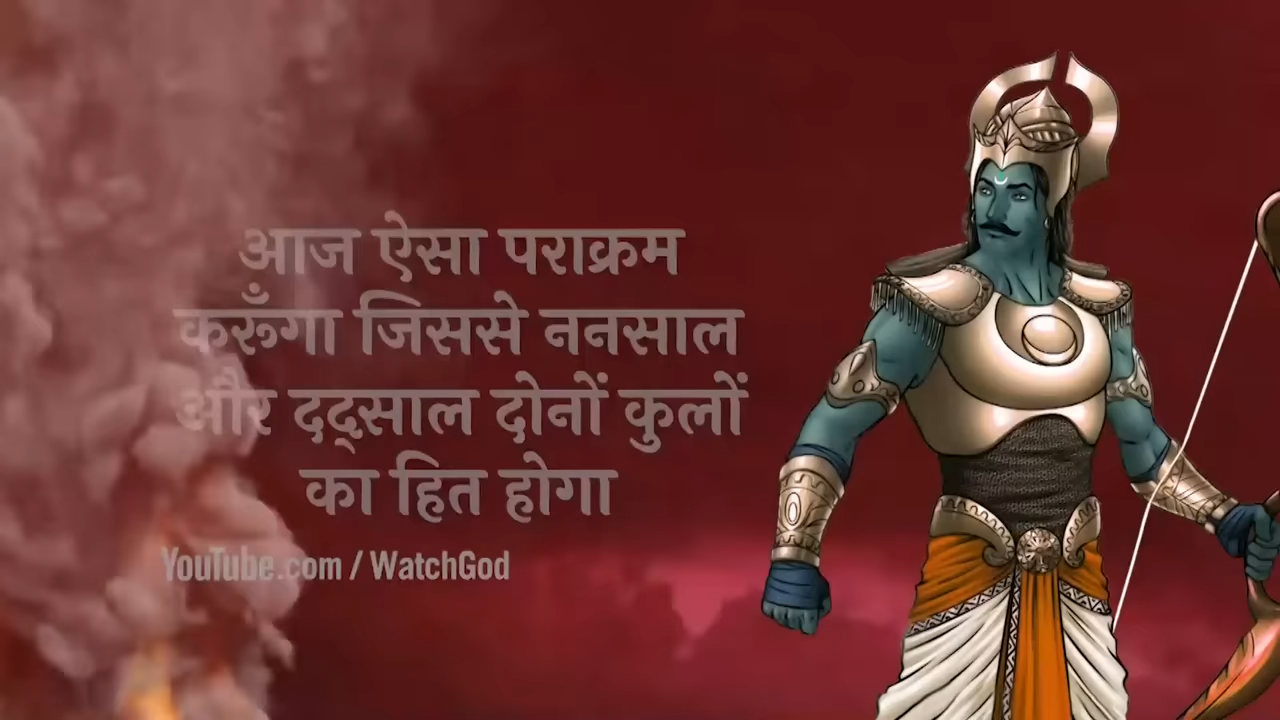 आज ऐसा पराक्रम
करूँगा जिससे ननसाल
और दद्साल दोनों कुलों
का हित होगा
YouTube.com / WatchGod